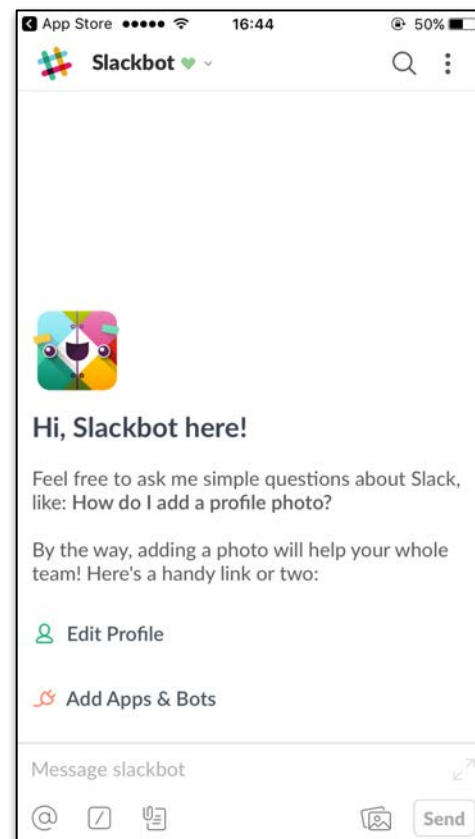 App Store 16:44 50%
Slackbot
Hi, Slackbot here!
Feel free to ask me simple questions about Slack,
like: How do I add a profile photo?
By the way, adding a photo will help your whole
team! Here's a handy link or two:
Edit Profile
Add Apps & Bots
Message slackbot
@ / Send